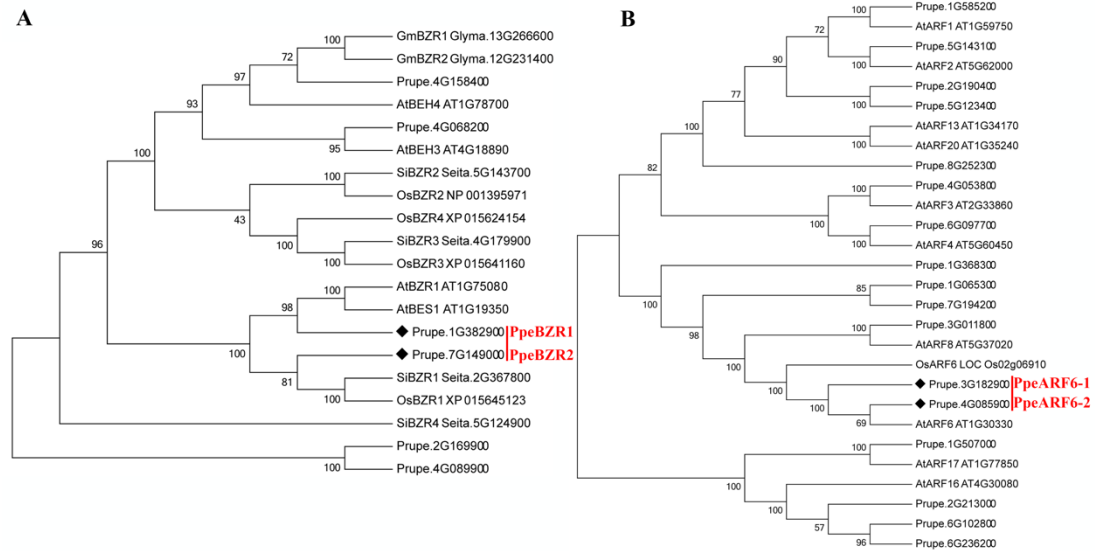 A
GmBZR1 Glyma.13G266600
GmBZR2 Glyma.12G231400
Prupe.4G158400
AtBEH4 AT1G78700
Prupe.4G068200
AtBEH3 AT4G18890
SiBZR2 Seita.5G143700
OsBZR2 NP 001395971
OsBZR4 XP 015624154
SiBZR3 Seita.4G179900
OsBZR3 XP 015641160
AtBZR1 AT1G75080
AtBES1 AT1G19350
Prupe.1G382900 PpeBZR1
Prupe.7G149000 PpeBZR2
SiBZR1 Seita.2G367800
OsBZR1 XP 015645123
SiBZR4 Seita.5G124900
Prupe.2G169900
Prupe.4G089900
100
72
97
93
95
100
100
43
100
100
96
100
98
100
81
100
100
B
Prupe.1G585200
AtARF1 AT1G59750
Prupe.5G143100
AtARF2 AT5G62000
Prupe.2G190400
Prupe.5G123400
AtARF13 AT1G34170
AtARF20 AT1G35240
Prupe.8G252300
Prupe.4G053800
AtARF3 AT2G33860
Prupe.6G097700
AtARF4 AT5G60450
Prupe.1G368300
Prupe.1G065300
Prupe.7G194200
Prupe.3G011800
AtARF8 AT5G37020
OsARF6 LOC Os02g06910
Prupe.3G182900 PpeARF6-1
Prupe.4G085900 PpeARF6-2
AtARF6 AT1G30330
Prupe.1G507000
AtARF17 AT1G77850
AtARF16 AT4G30080
Prupe.2G213000
Prupe.6G102800
Prupe.6G236200
100
72
100
90
100
77
100
100
82
100
100
100
100
85
98
100
100
100
100
69
100
100
100
57
96